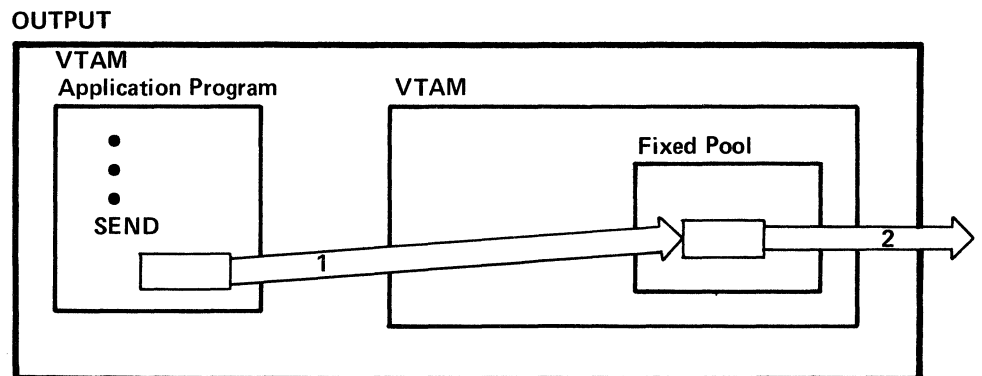 OUTPUT
VTAM
Application Program
VTAM
Fixed Pool
SEND
1
2